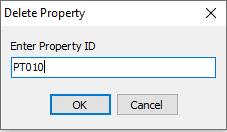 Delete Property
Enter Property ID
PT010
OK
Cancel